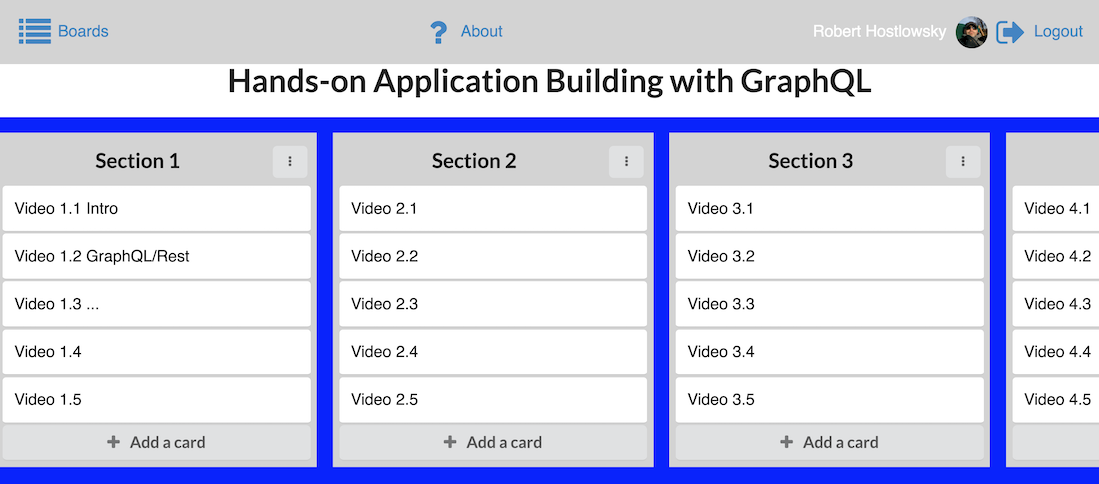 Boards
About
Robert Hostlowsky
Logout
Hands-on Application Building with GraphQL
Section 1
Video 1.1 Intro
Video 1.2 GraphQL/Rest
Video 1.3 ...
Video 1.4
Video 1.5
Add a card
Section 2
Video 2.1
Video 2.2
Video 2.3
Video 2.4
Video 2.5
Add a card
Section 3
Video 3.1
Video 3.2
Video 3.3
Video 3.4
Video 3.5
Add a card
Video 4.1
Video 4.2
Video 4.3
Video 4.4
Video 4.5